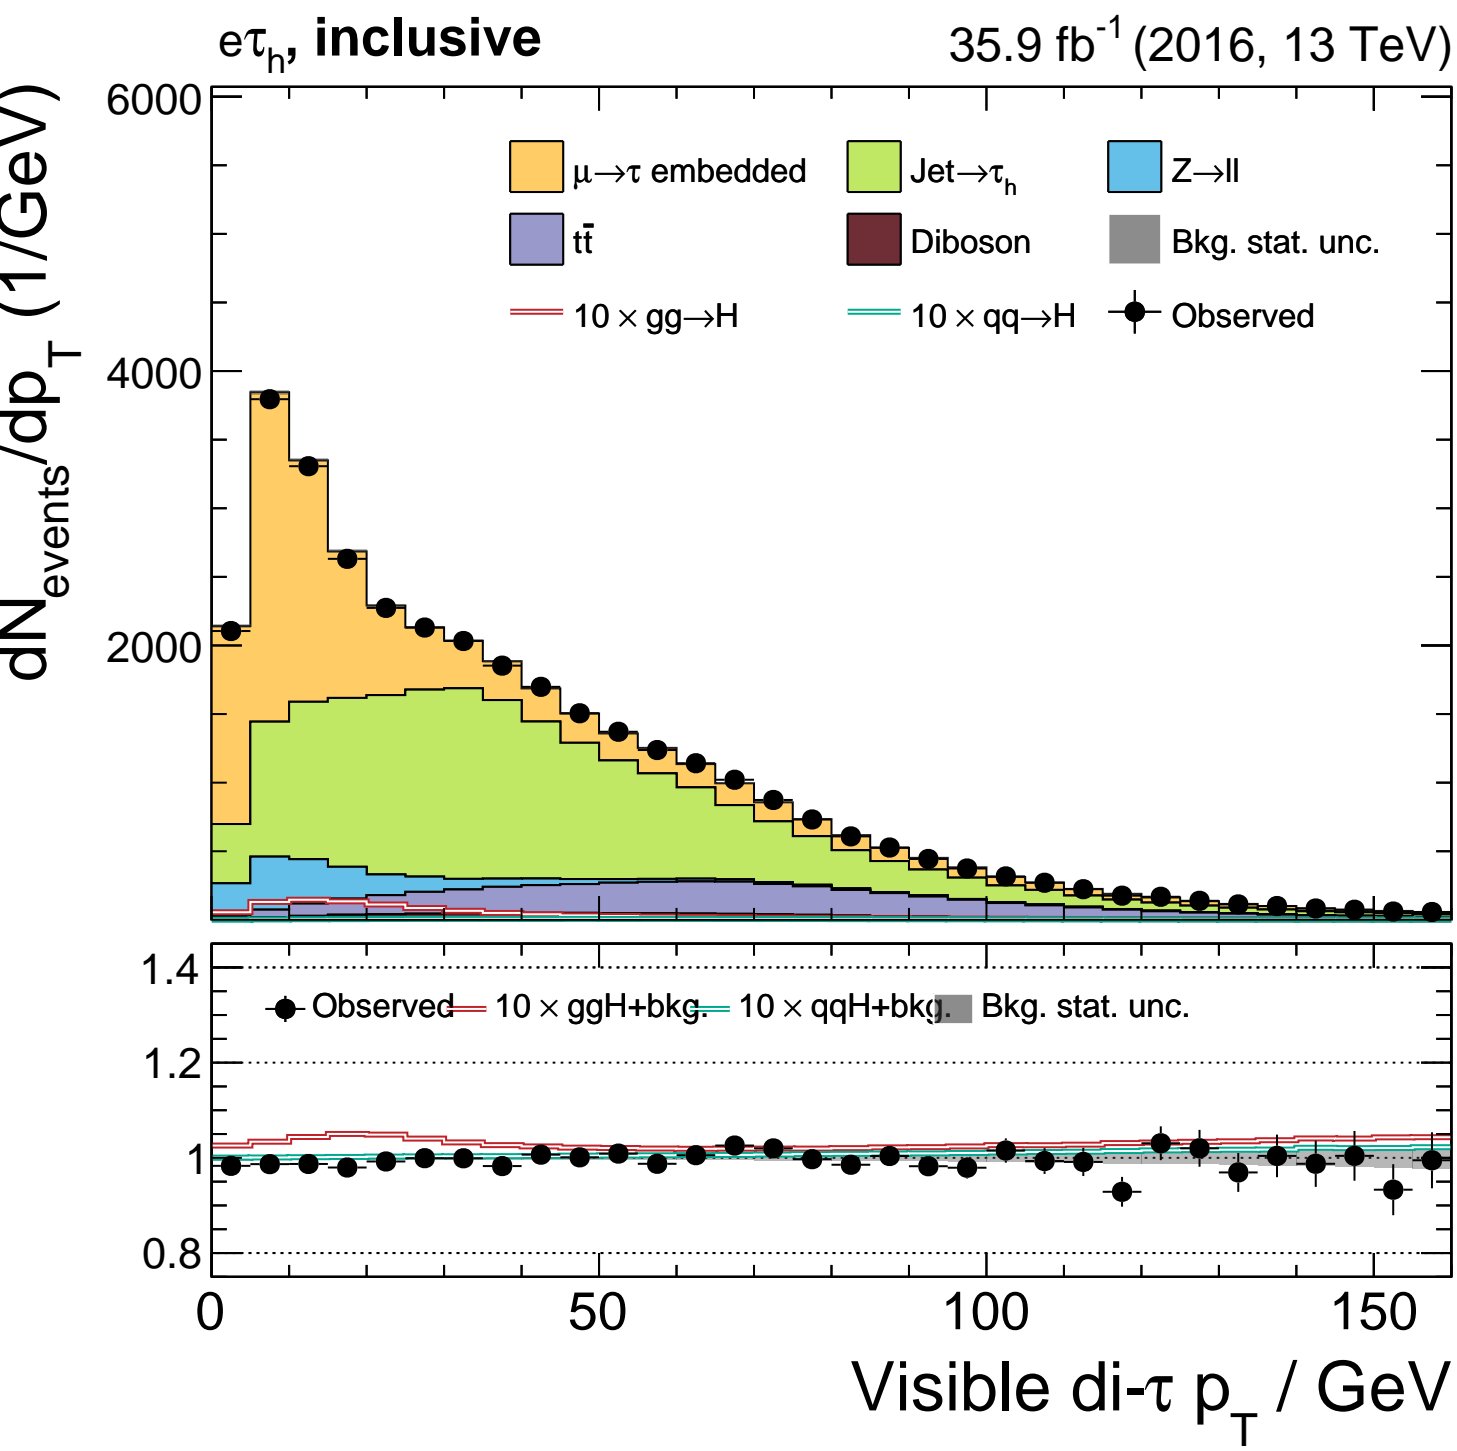 eτh, inclusive 35.9 fb-1 (2016, 13 TeV)
dNevents/dpT (1/GeV)
6000
4000
2000
μ→τ embedded Jet→τh Z→ll
tt̄ Diboson Bkg. stat. unc.
10 × gg→H 10 × qq→H Observed
1.4
1.2
1
0.8
Observed 10 × ggH+bkg. 10 × qqH+bkg. Bkg. stat. unc.
0 50 100 150
Visible di-τ pT / GeV